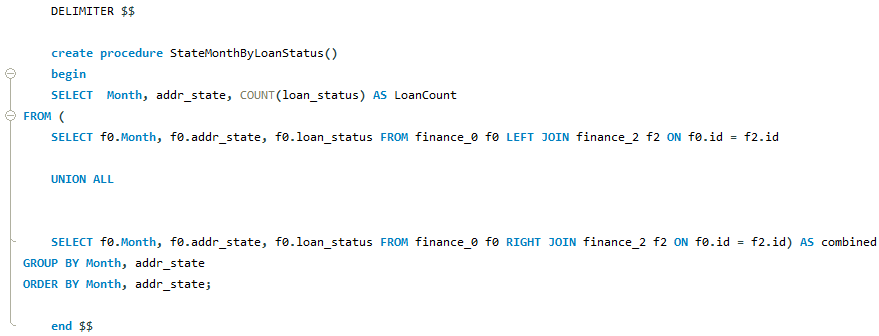 DELIMITER $$
create procedure StateMonthByLoanStatus()
begin
SELECT  Month, addr_state, COUNT(loan_status) AS LoanCount
FROM (
SELECT f0.Month, f0.addr_state, f0.loan_status FROM finance_0 f0 LEFT JOIN finance_2 f2 ON f0.id = f2.id
UNION ALL
SELECT f0.Month, f0.addr_state, f0.loan_status FROM finance_0 f0 RIGHT JOIN finance_2 f2 ON f0.id = f2.id) AS combined
GROUP BY Month, addr_state
ORDER BY Month, addr_state;
end $$